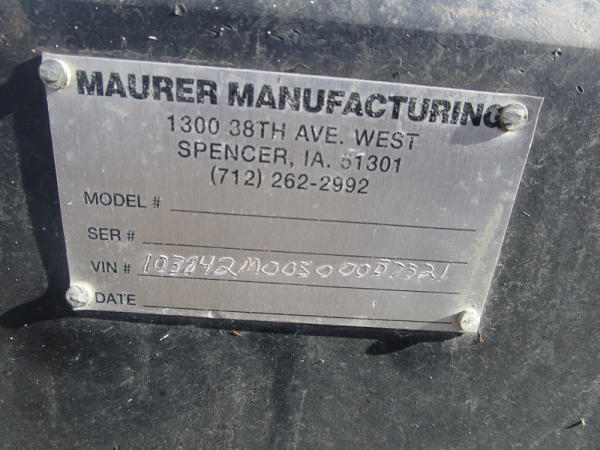 MAURER MANUFACTURING
1300 38TH AVE. WEST
SPENCER, IA. 51301
(712) 262-2992
MODEL #
SER #
VIN #
DATE